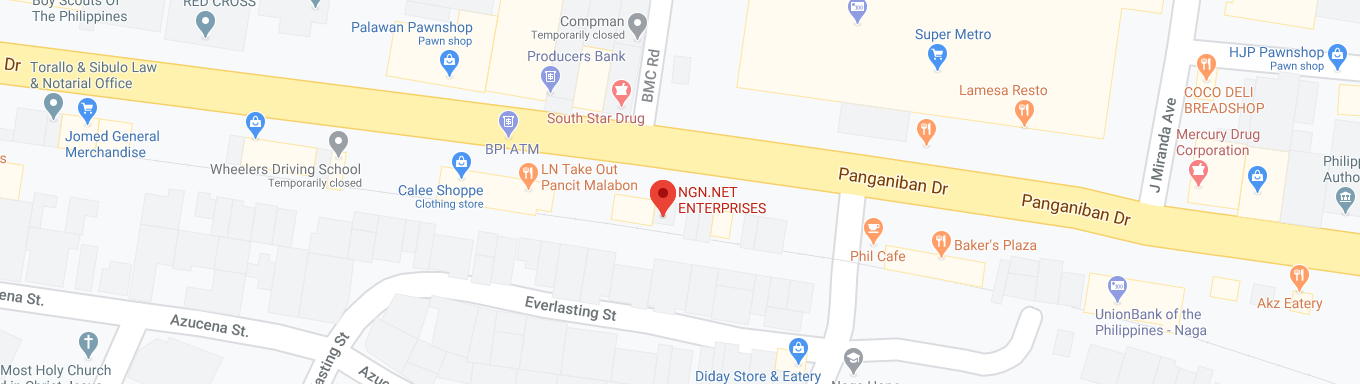 Boy Scouts Of
The Philippines
RED CROSS
Palawan Pawnshop
Pawn shop
Compman
Temporarily closed
Producers Bank
BMC Rd
Super Metro
HJP Pawnshop
Pawn shop
Dr
Torallo & Sibulo Law
& Notarial Office
Lamesa Resto
COCO DELI
BREADSHOP
South Star Drug
J Miranda Ave
Jomed General
Merchandise
BPI ATM
Mercury Drug
Corporation
Wheelers Driving School
Temporarily closed
LN Take Out
Pancit Malabon
Calee Shoppe
Clothing store
NGN.NET
ENTERPRISES
Panganiban Dr
Panganiban Dr
Phil Cafe
Baker's Plaza
Akz Eatery
UnionBank of the
Philippines - Naga
Everlasting St
Azucena St.
Most Holy Church
Diday Store & Eatery